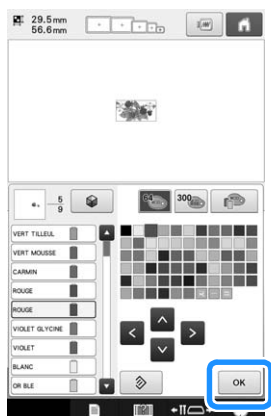 29.5mm
56.6mm
5
9
64
300
VERT TILLEUL
VERT MOUSSE
CARMIN
ROUGE
ROUGE
VIOLET GLYCINE
VIOLET
BLANC
OR BLE
OK